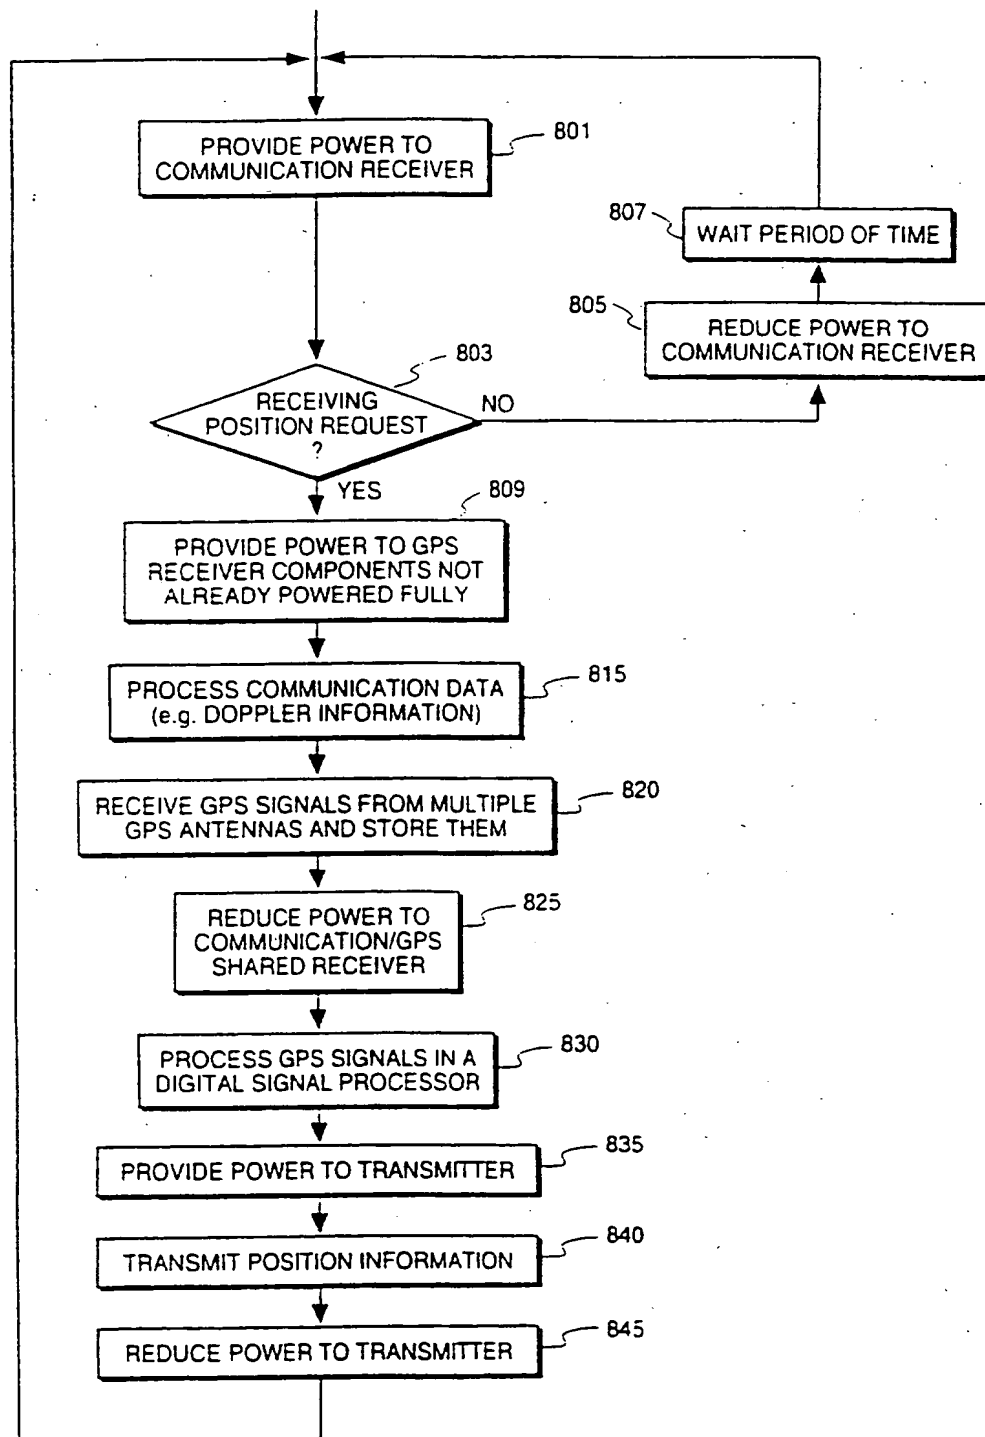 801
PROVIDE POWER TO
COMMUNICATION RECEIVER
807
WAIT PERIOD OF TIME
805
REDUCE POWER TO
COMMUNICATION RECEIVER
803
RECEIVING
POSITION REQUEST
?
NO
YES
809
PROVIDE POWER TO GPS
RECEIVER COMPONENTS NOT
ALREADY POWERED FULLY
815
PROCESS COMMUNICATION DATA
(e.g. DOPPLER INFORMATION)
820
RECEIVE GPS SIGNALS FROM MULTIPLE
GPS ANTENNAS AND STORE THEM
825
REDUCE POWER TO
COMMUNICATION/GPS
SHARED RECEIVER
830
PROCESS GPS SIGNALS IN A
DIGITAL SIGNAL PROCESSOR
835
PROVIDE POWER TO TRANSMITTER
840
TRANSMIT POSITION INFORMATION
845
REDUCE POWER TO TRANSMITTER